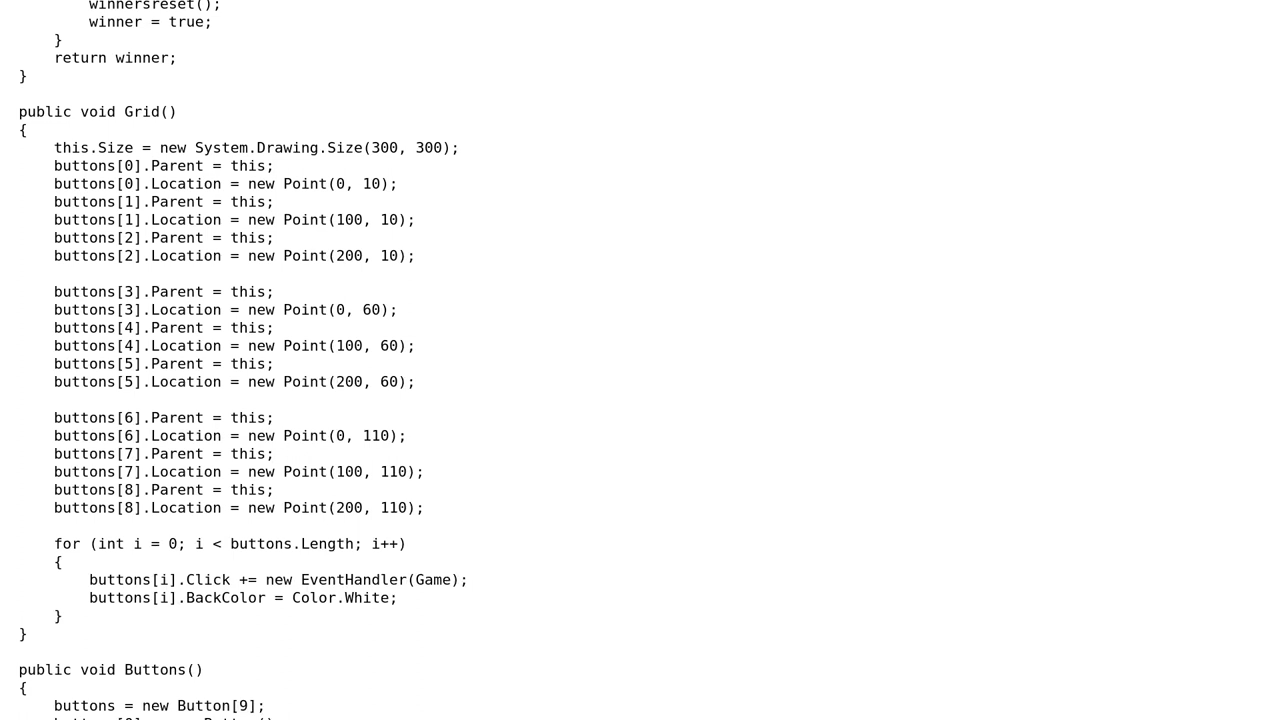 winnersreset();
winner = true;
}
return winner;
}
public void Grid()
{
this.Size = new System.Drawing.Size(300, 300);
buttons[0].Parent = this;
buttons[0].Location = new Point(0, 10);
buttons[1].Parent = this;
buttons[1].Location = new Point(100, 10);
buttons[2].Parent = this;
buttons[2].Location = new Point(200, 10);
buttons[3].Parent = this;
buttons[3].Location = new Point(0, 60);
buttons[4].Parent = this;
buttons[4].Location = new Point(100, 60);
buttons[5].Parent = this;
buttons[5].Location = new Point(200, 60);
buttons[6].Parent = this;
buttons[6].Location = new Point(0, 110);
buttons[7].Parent = this;
buttons[7].Location = new Point(100, 110);
buttons[8].Parent = this;
buttons[8].Location = new Point(200, 110);
for (int i = 0; i < buttons.Length; i++)
{
buttons[i].Click += new EventHandler(Game);
buttons[i].BackColor = Color.White;
}
}
public void Buttons()
{
buttons = new Button[9];